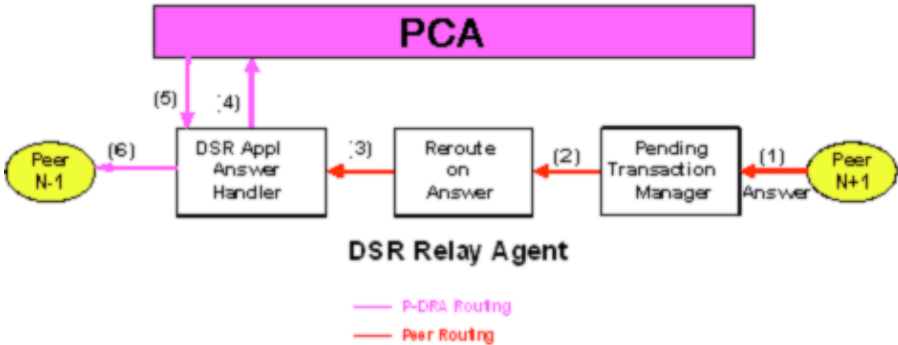 PCA
(5)
(4)
(6)
(3)
(2)
(1)
Peer
N-1
DSR Appl
Answer
Handler
Reroute
on
Answer
Pending
Transaction
Manager
Answer
Peer
N+1
DSR Relay Agent
P-DRA Routing
Peer Routing